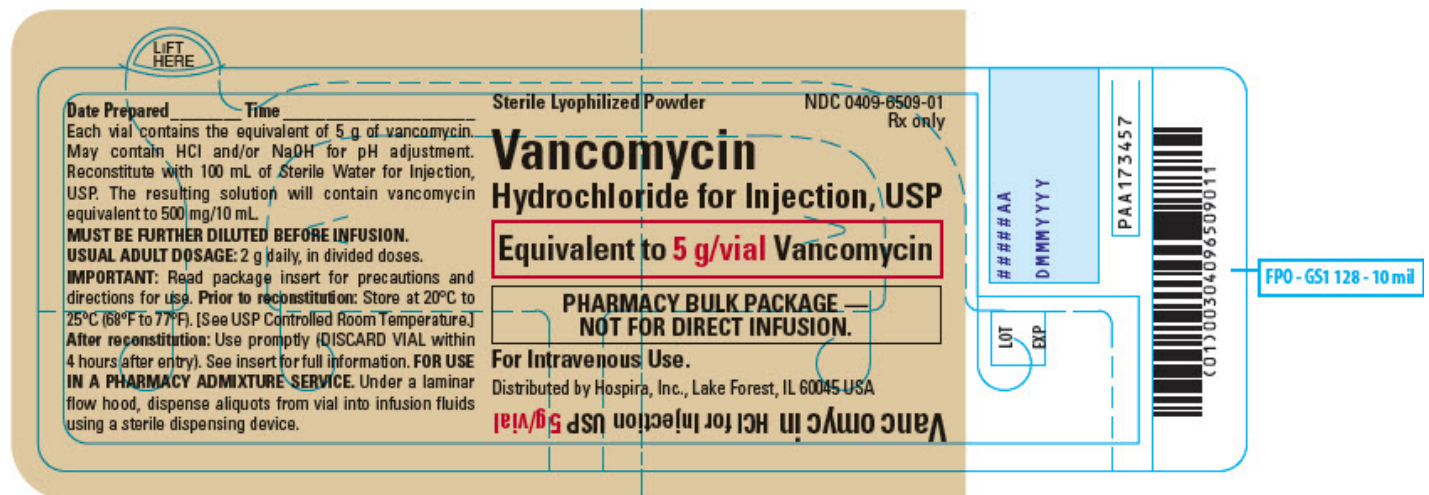 LIFT
HERE
Date Prepared__________ Time__________________________
Each vial contains the equivalent of 5 g of vancomycin.
May contain HCl and/or NaOH for pH adjustment.
Reconstitute with 100 mL of Sterile Water for Injection,
USP. The resulting solution will contain vancomycin
equivalent to 500 mg/10 mL.
MUST BE FURTHER DILUTED BEFORE INFUSION.
USUAL ADULT DOSAGE: 2 g daily, in divided doses.
IMPORTANT: Read package insert for precautions and
directions for use. Prior to reconstitution: Store at 20°C to
25°C (68°F to 77°F). [See USP Controlled Room Temperature.]
After reconstitution: Use promptly (DISCARD VIAL within
4 hours after entry). See insert for full information. FOR USE
IN A PHARMACY ADMIXTURE SERVICE. Under a laminar
flow hood, dispense aliquots from vial into infusion fluids
using a sterile dispensing device.
Sterile Lyophilized Powder NDC 0409-6509-01
Rx only
Vancomycin
Hydrochloride for Injection, USP
Equivalent to 5 g/vial Vancomycin
PHARMACY BULK PACKAGE —
NOT FOR DIRECT INFUSION.
For Intravenous Use.
Distributed by Hospira, Inc., Lake Forest, IL 60045 USA
Vancomycin HCl for Injection USP 5g/vial
#####AA
DMMMYYYY
LOT
EXP
PAA173457
(01)00304096509011
FPO - GS1 128 - 10 mil